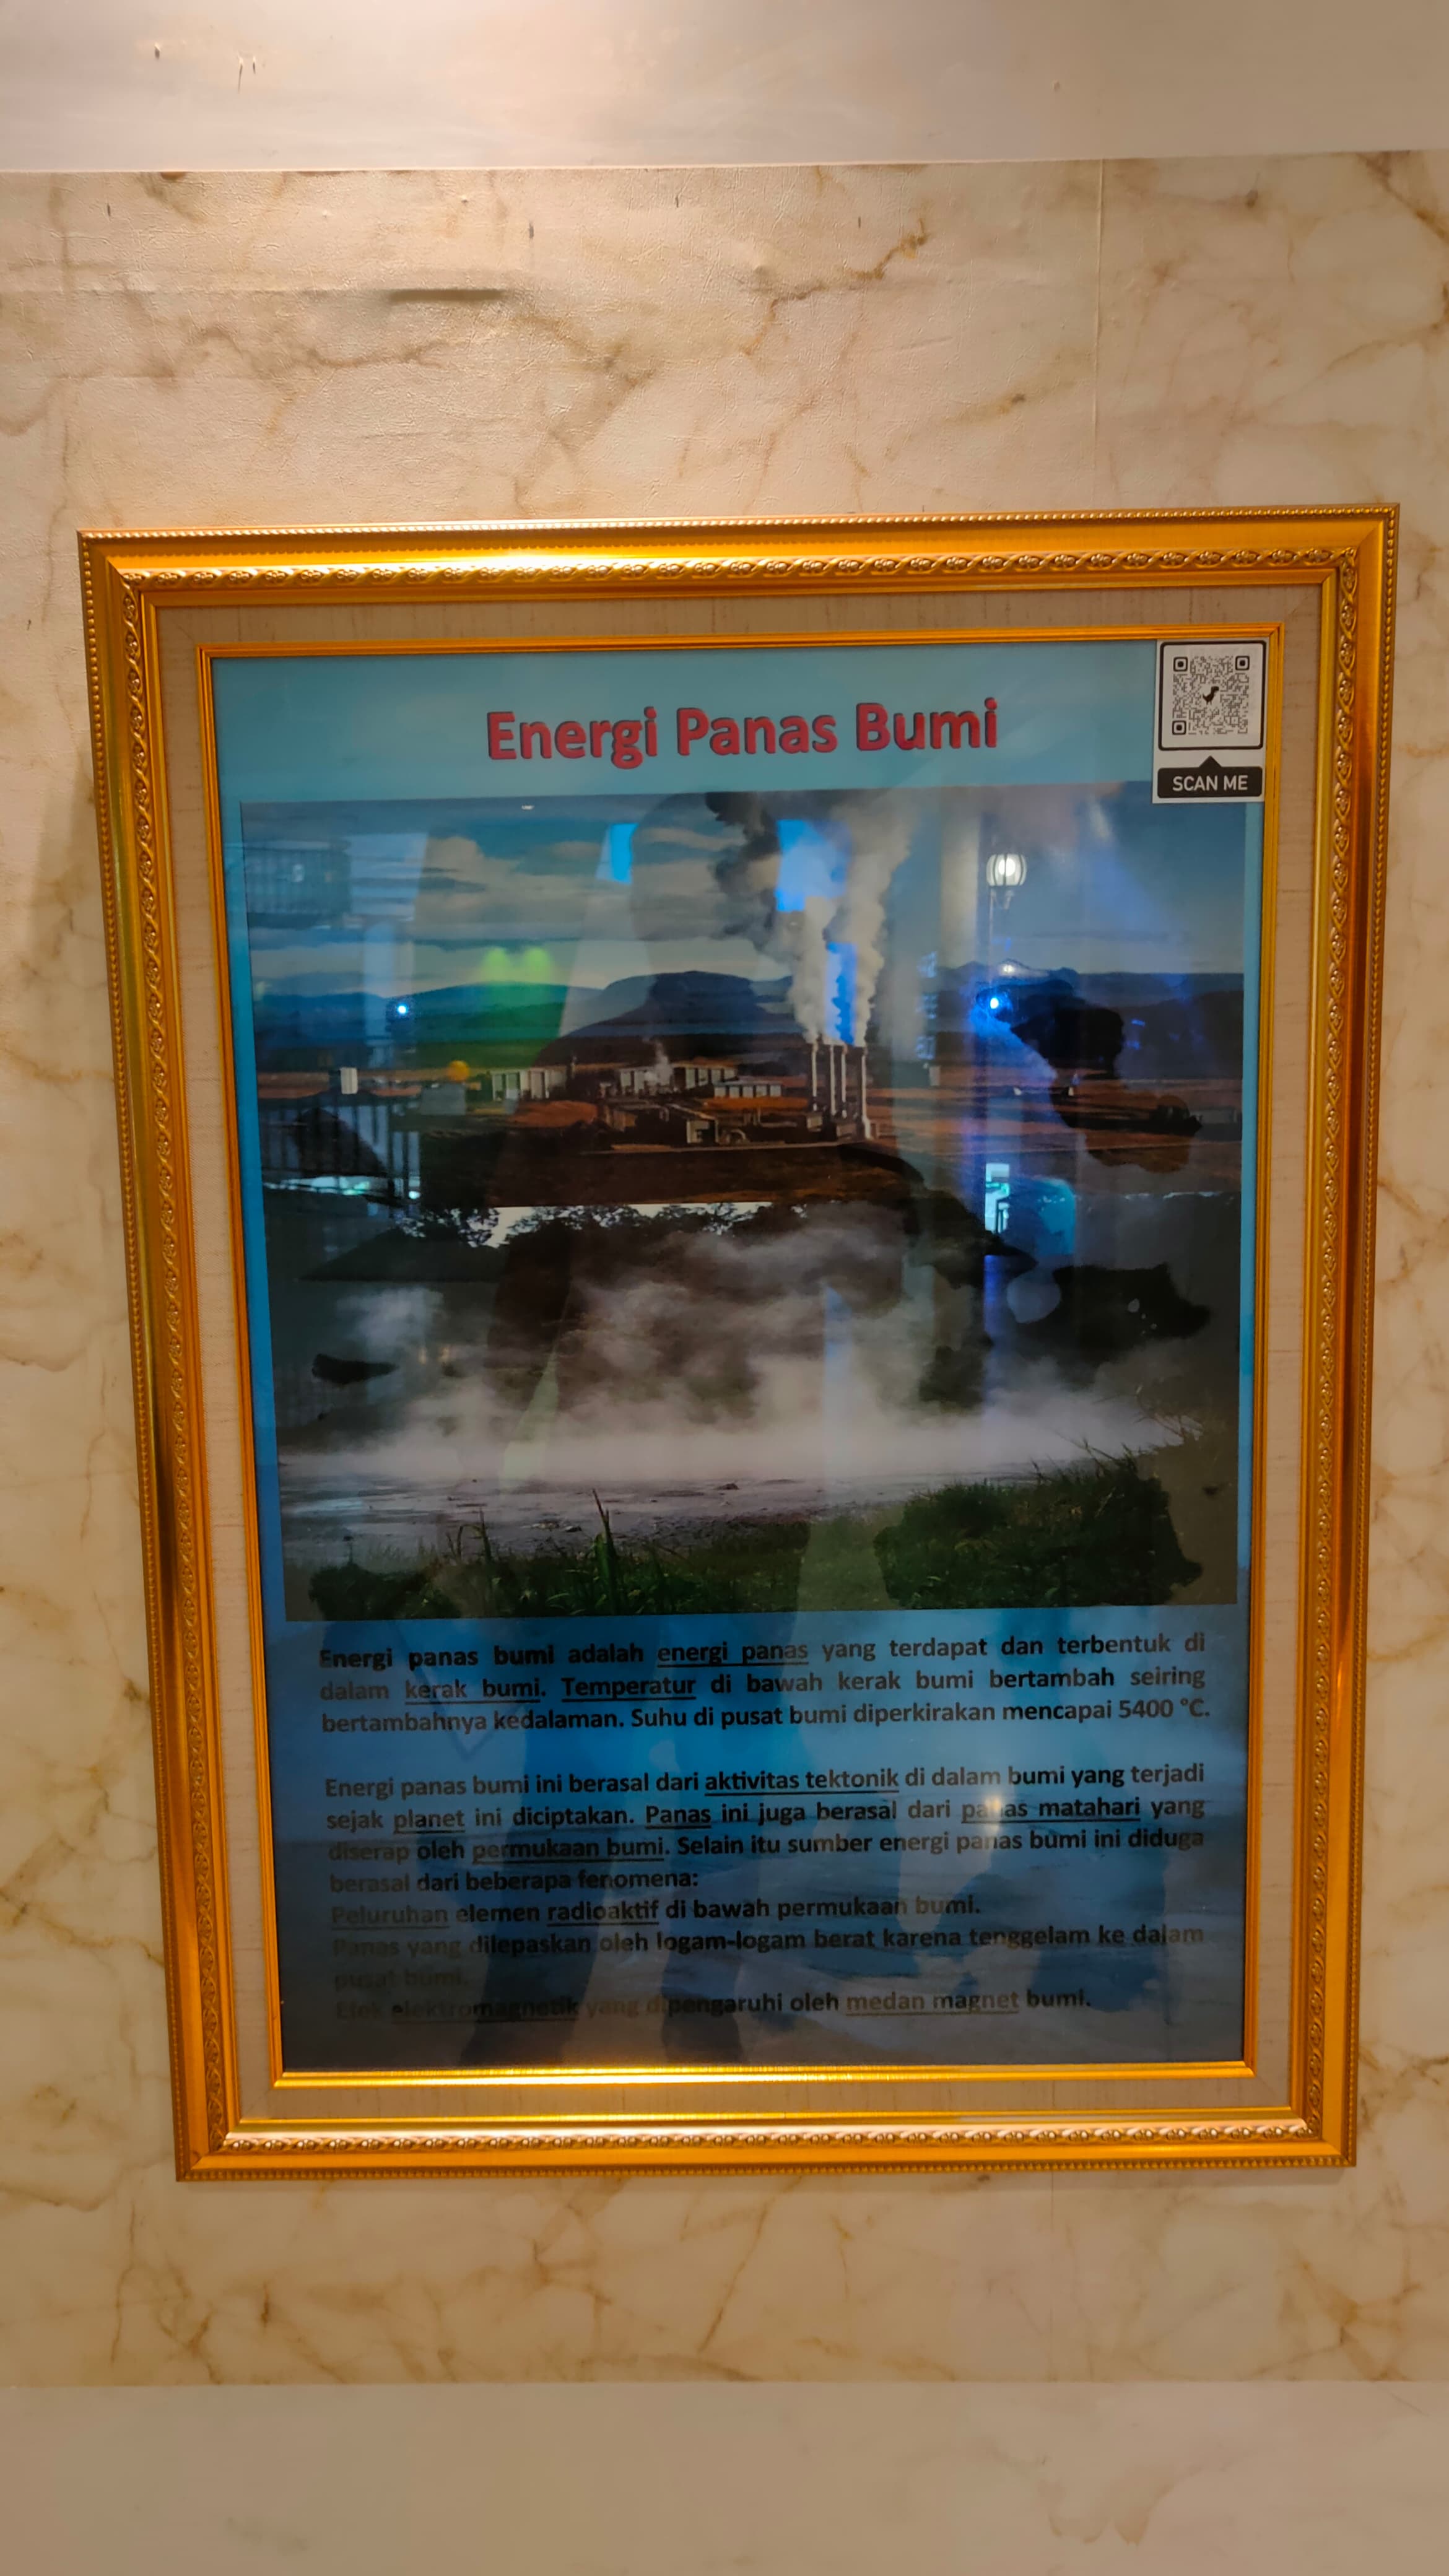 Energi Panas Bumi
SCAN ME
Energi panas bumi adalah energi panas yang terdapat dan terbentuk di
dalam kerak bumi. Temperatur di bawah kerak bumi bertambah seiring
bertambahnya kedalaman. Suhu di pusat bumi diperkirakan mencapai 5400 °C.
Energi panas bumi ini berasal dari aktivitas tektonik di dalam bumi yang terjadi
sejak planet ini diciptakan. Panas ini juga berasal dari panas matahari yang
diserap oleh permukaan bumi. Selain itu sumber energi panas bumi ini diduga
berasal dari beberapa fenomena:
Peluruhan elemen radioaktif di bawah permukaan bumi.
Panas yang dilepaskan oleh logam-logam berat karena tenggelam ke dalam
pusat bumi.
Efek elektromagnetik yang dipengaruhi oleh medan magnet bumi.